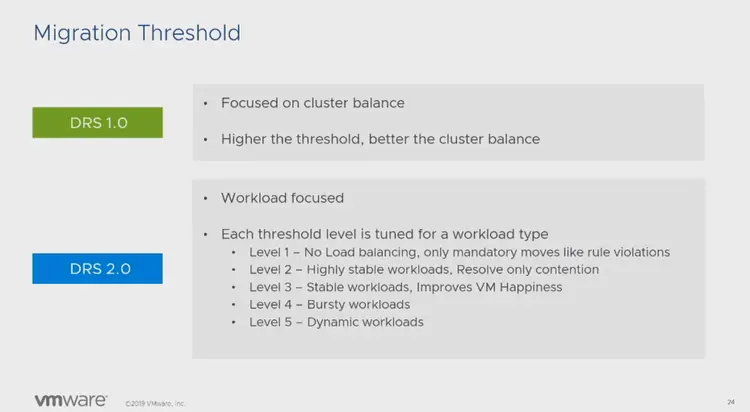 Migration Threshold
DRS 1.0
• Focused on cluster balance
• Higher the threshold, better the cluster balance
DRS 2.0
• Workload focused
• Each threshold level is tuned for a workload type
• Level 1 – No Load balancing, only mandatory moves like rule violations
• Level 2 – Highly stable workloads, Resolve only contention
• Level 3 – Stable workloads, Improves VM Happiness
• Level 4 – Bursty workloads
• Level 5 – Dynamic workloads
vmware®
©2019 VMware, Inc.
24